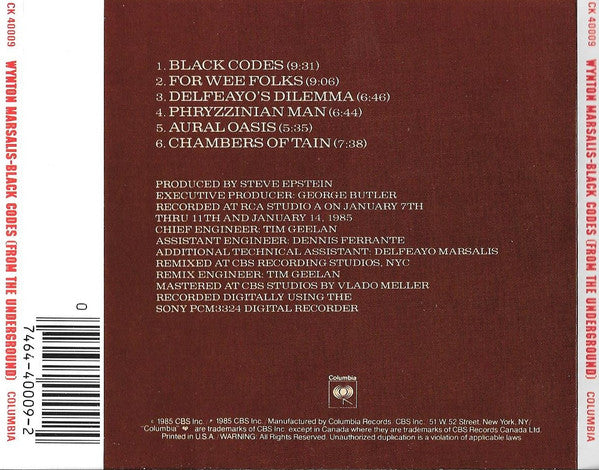 CK 40009 WYNTON MARSALIS-BLACK CODES (FROM THE UNDERGROUND) COLUMBIA
1. BLACK CODES (9:31)
2. FOR WEE FOLKS (9:06)
3. DELFEAYO'S DILEMMA (6:46)
4. PHRYZZINIAN MAN (6:44)
5. AURAL OASIS (5:35)
6. CHAMBERS OF TAIN (7:38)
PRODUCED BY STEVE EPSTEIN
EXECUTIVE PRODUCER: GEORGE BUTLER
RECORDED AT RCA STUDIO A ON JANUARY 7TH
THRU 11TH AND JANUARY 14, 1985
CHIEF ENGINEER: TIM GEELAN
ASSISTANT ENGINEER: DENNIS FERRANTE
ADDITIONAL TECHNICAL ASSISTANT: DELFEAYO MARSALIS
REMIXED AT CBS RECORDING STUDIOS, NYC
REMIX ENGINEER: TIM GEELAN
MASTERED AT CBS STUDIOS BY VLADO MELLER
RECORDED DIGITALLY USING THE
SONY PCM3324 DIGITAL RECORDER
0
7464-40009-2
Columbia
© 1985 CBS Inc. ℗ 1985 CBS Inc. Manufactured by Columbia Records. CBS Inc. 51 W. 52 Street, New York, NY/
"Columbia" are trademarks of CBS Inc. except in Canada where they are trademarks of CBS Records Canada Ltd.
Printed in U.S.A. WARNING: All Rights Reserved. Unauthorized duplication is a violation of applicable laws
CK 40009 WYNTON MARSALIS-BLACK CODES (FROM THE UNDERGROUND) COLUMBIA